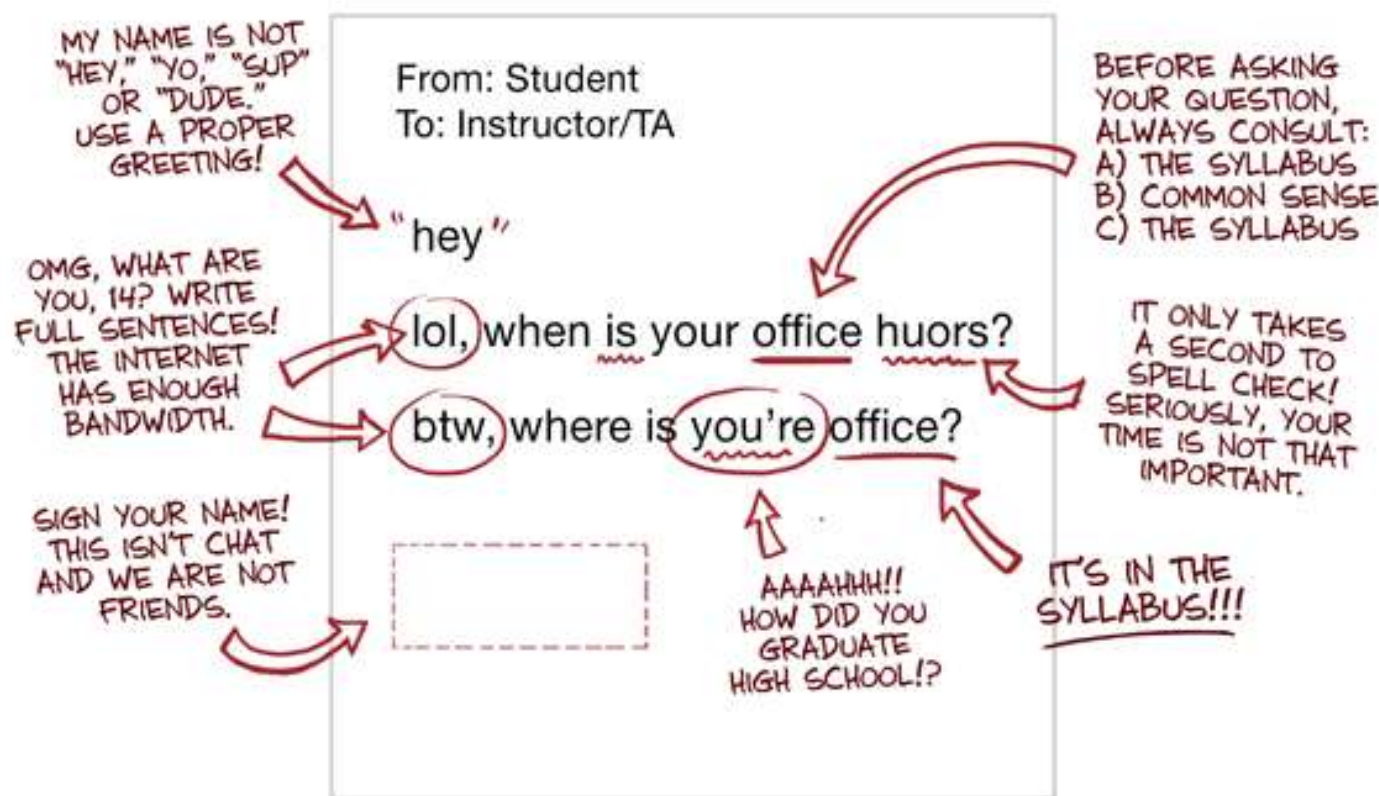 MY NAME IS NOT
"HEY," "YO," "SUP"
OR "DUDE."
USE A PROPER
GREETING!
From: Student
To: Instructor/TA
BEFORE ASKING
YOUR QUESTION,
ALWAYS CONSULT:
A) THE SYLLABUS
B) COMMON SENSE
C) THE SYLLABUS
"hey"
OMG, WHAT ARE
YOU, 14? WRITE
FULL SENTENCES!
THE INTERNET
HAS ENOUGH
BANDWIDTH.
lol, when is your office huors?
IT ONLY TAKES
A SECOND TO
SPELL CHECK!
SERIOUSLY, YOUR
TIME IS NOT THAT
IMPORTANT.
btw, where is you're office?
SIGN YOUR NAME!
THIS ISN'T CHAT
AND WE ARE NOT
FRIENDS.
AAAAHHH!!
HOW DID YOU
GRADUATE
HIGH SCHOOL!?
IT'S IN THE
SYLLABUS!!!